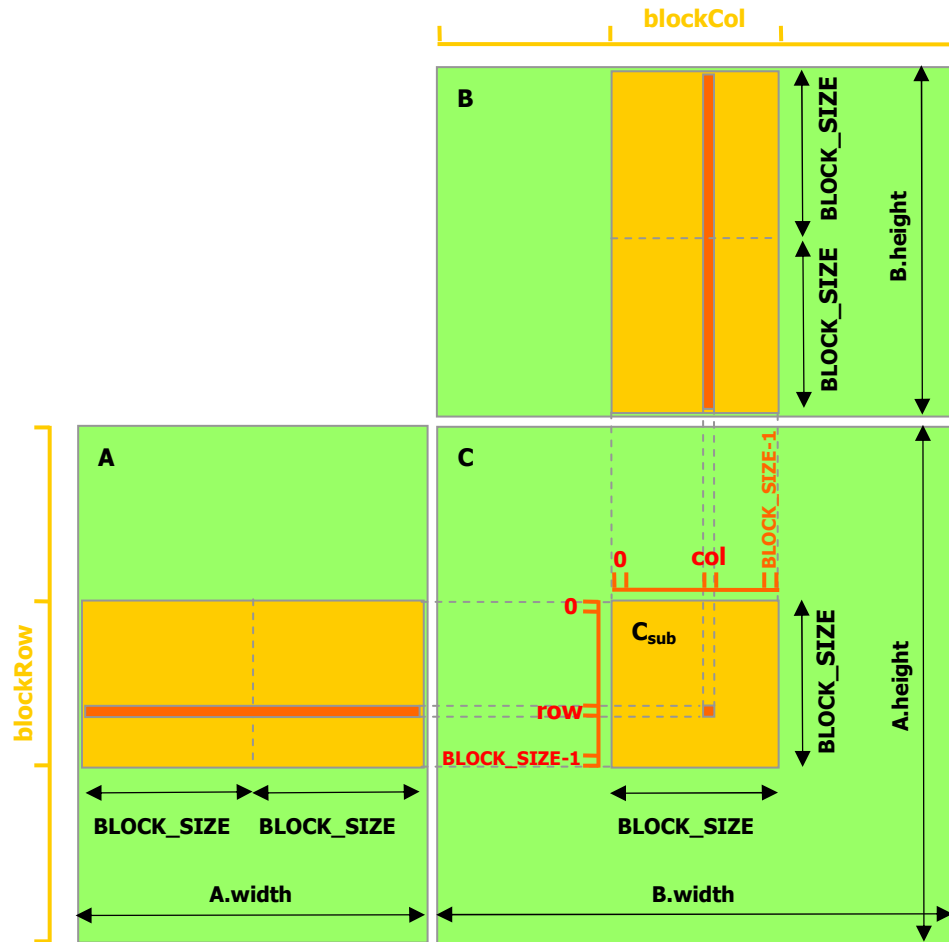 blockCol
B
BLOCK_SIZE
BLOCK_SIZE
B.height
A
C
BLOCK_SIZE-1
0
col
0
C_sub
blockRow
row
BLOCK_SIZE-1
BLOCK_SIZE
A.height
BLOCK_SIZE
BLOCK_SIZE
BLOCK_SIZE
A.width
B.width